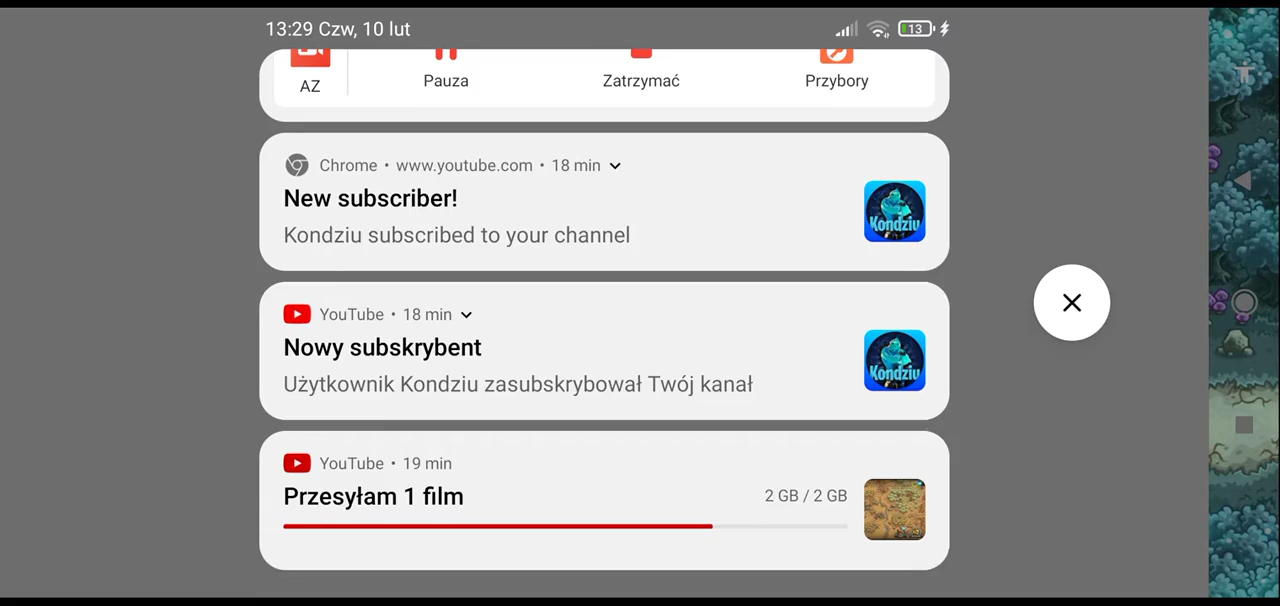 13:29 Czw, 10 lut
13
AZ
Pauza
Zatrzymać
Przybory
Chrome • www.youtube.com • 18 min
New subscriber!
Kondziu subscribed to your channel
Kondziu
YouTube • 18 min
Nowy subskrybent
Użytkownik Kondziu zasubskrybował Twój kanał
Kondziu
YouTube • 19 min
Przesyłam 1 film
2 GB / 2 GB